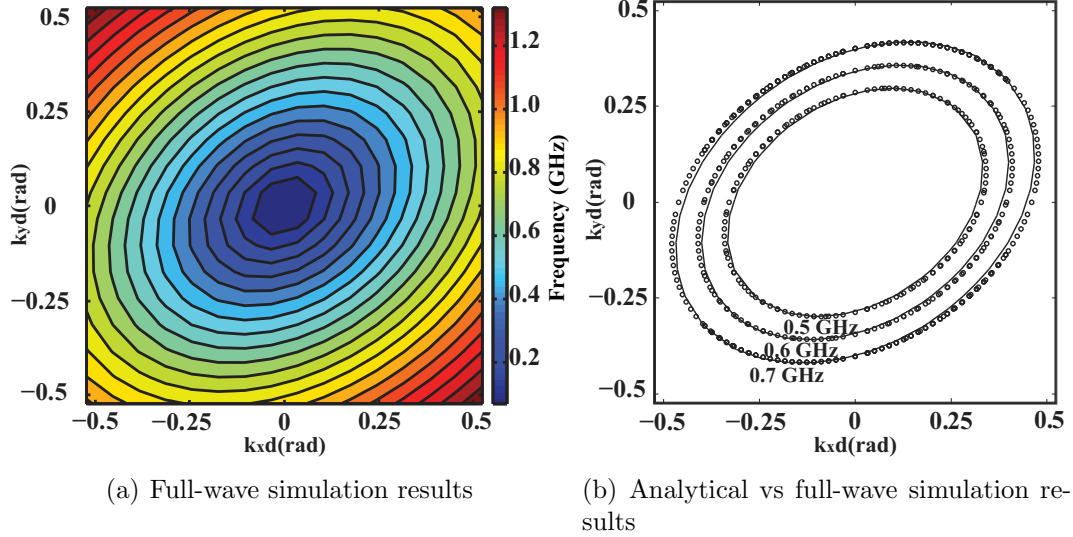 0.5
0.25
0
−0.25
−0.5
kyd(rad)
−0.5
−0.25
0
0.25
0.5
kxd(rad)
1.2
1.0
0.8
0.6
0.4
0.2
Frequency (GHz)
(a) Full-wave simulation results
0.5
0.25
0
−0.25
−0.5
kyd(rad)
0.5 GHz
0.6 GHz
0.7 GHz
−0.5
−0.25
0
0.25
0.5
kxd(rad)
(b) Analytical vs full-wave simulation re-
sults